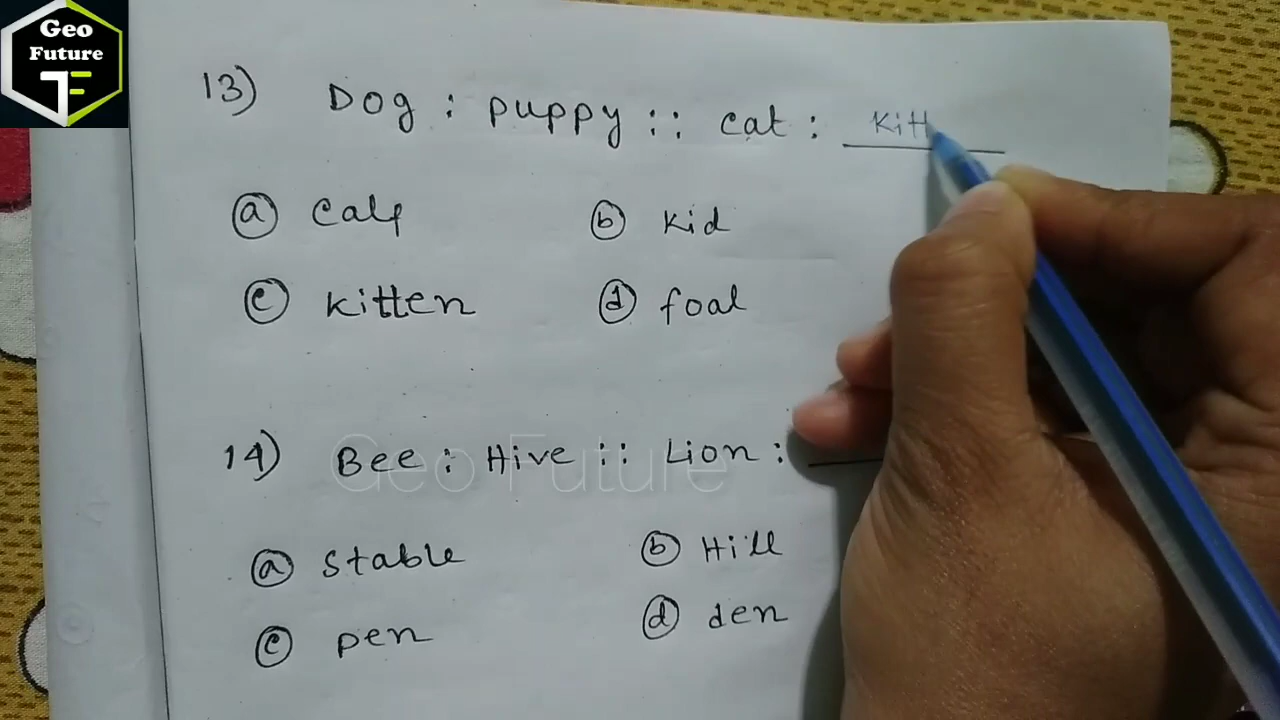 Geo
Future
13) Dog : puppy :: cat : Kitt
(a) Calf (b) Kid
(c) kitten (d) foal
14) Bee : Hive :: Lion :
Geo Future
(a) stable (b) Hill
(c) pen (d) den